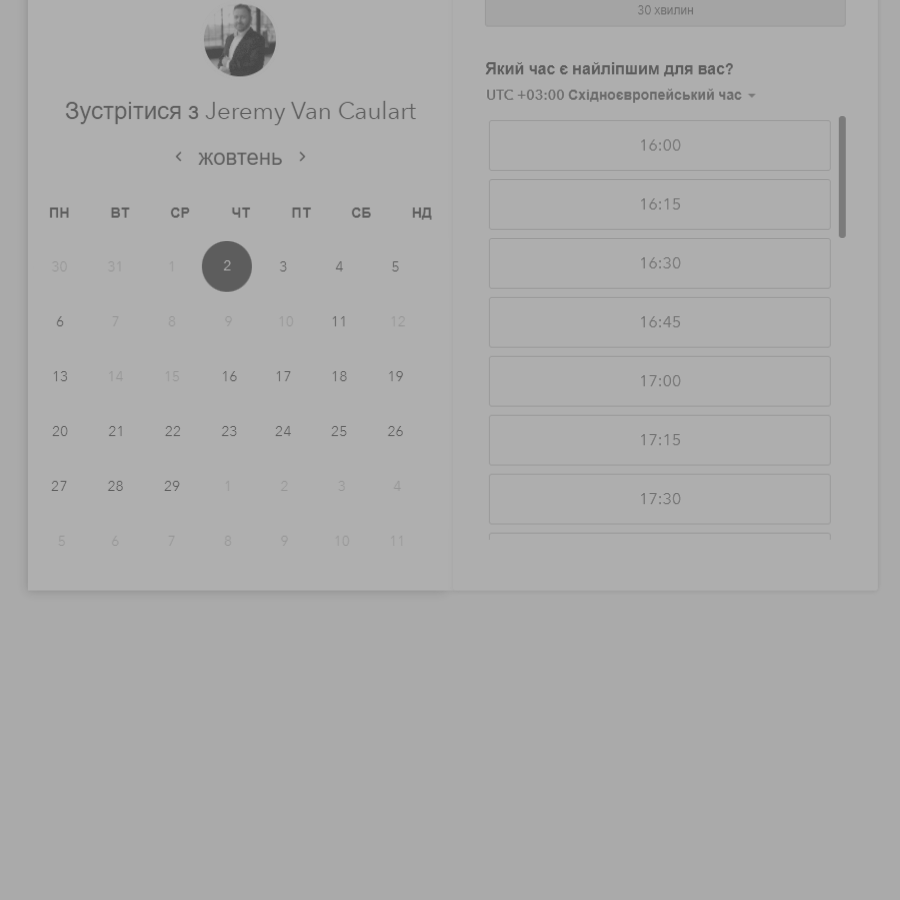 Зустрітися з Jeremy Van Caulart
жовтень
ПН ВТ СР ЧТ ПТ СБ НД
30 31 1 2 3 4 5
6 7 8 9 10 11 12
13 14 15 16 17 18 19
20 21 22 23 24 25 26
27 28 29 1 2 3 4
5 6 7 8 9 10 11
30 хвилин
Який час є найліпшим для вас?
UTC +03:00 Східноєвропейський час
16:00
16:15
16:30
16:45
17:00
17:15
17:30